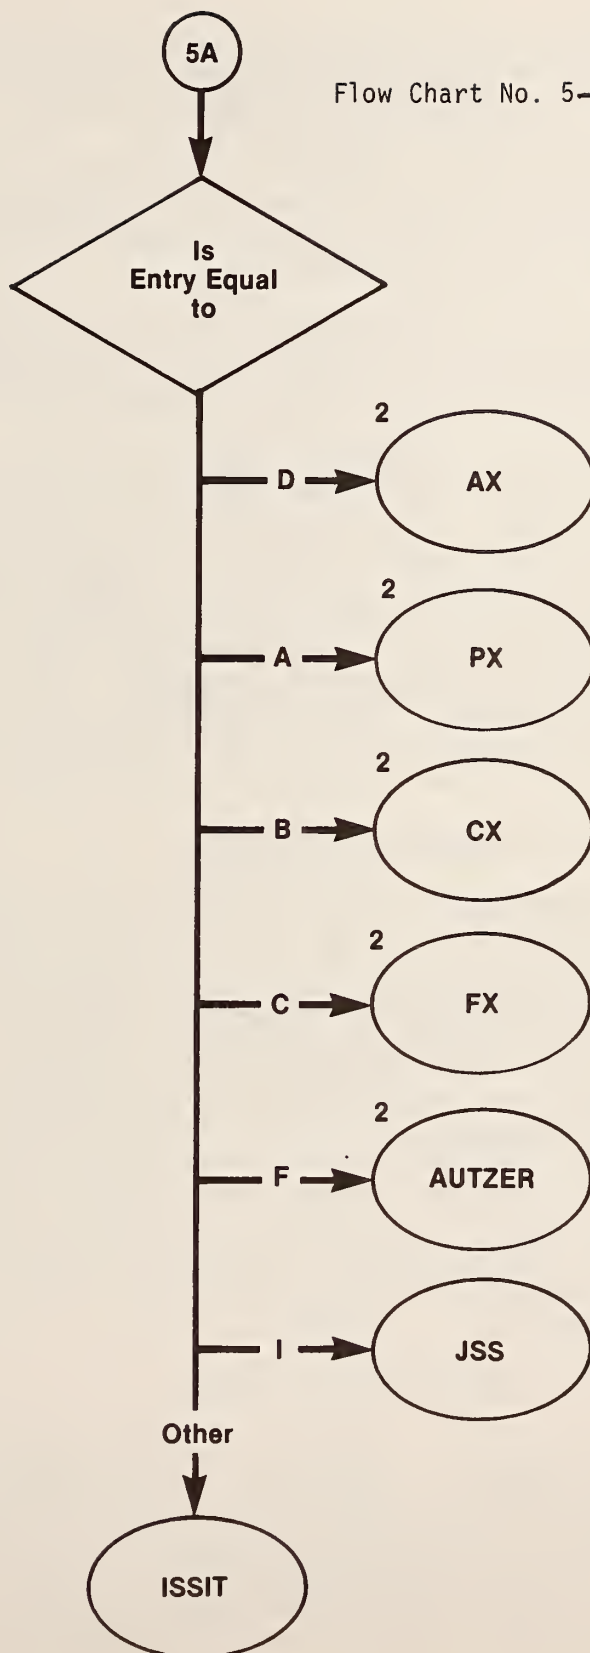 5A
Flow Chart No. 5-
Is
Entry Equal
to
2
D
AX
2
A
PX
2
B
CX
2
C
FX
2
F
AUTZER
I
JSS
Other
ISSIT